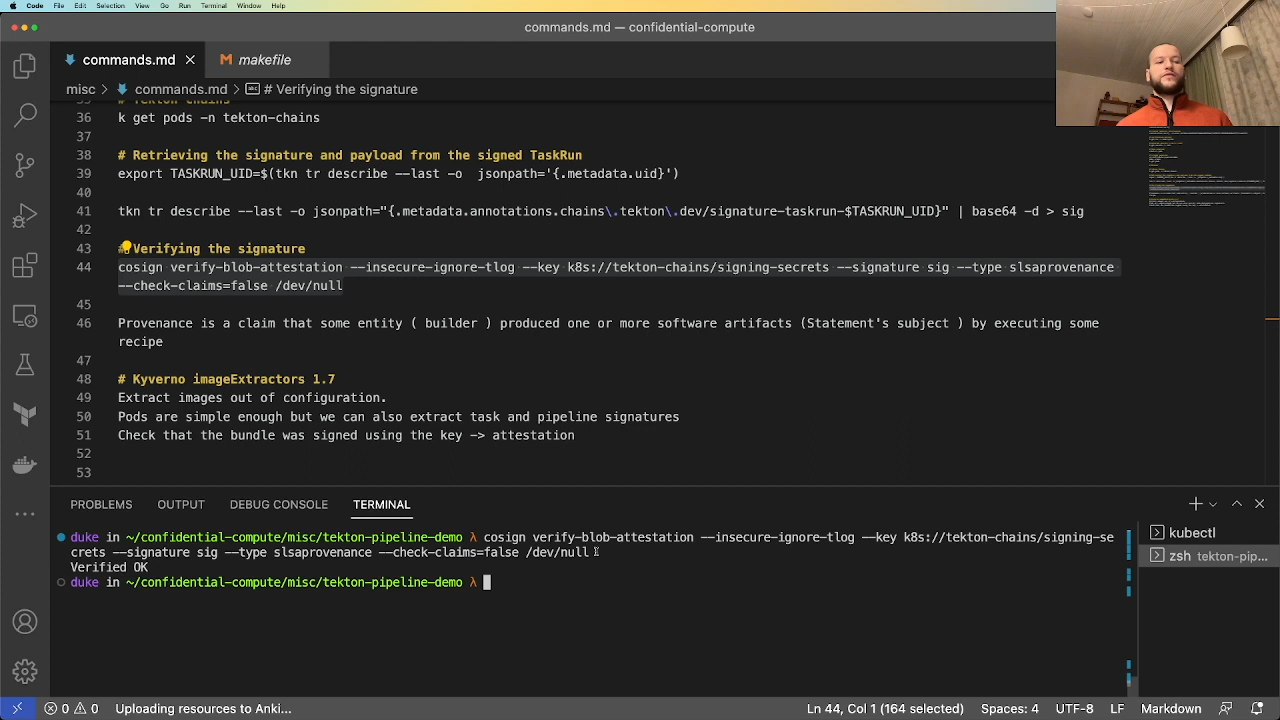 Code File Edit Selection View Go Run Terminal Window Help
commands.md — confidential-compute
commands.md
makefile
misc > commands.md > # Verifying the signature
35 # Tekton chains
36 k get pods -n tekton-chains
37
38 # Retrieving the signature and payload from the signed TaskRun
39 export TASKRUN_UID=$(tkn tr describe --last -o  jsonpath='{.metadata.uid}')
40
41 tkn tr describe --last -o jsonpath="{.metadata.annotations.chains\.tekton\.dev/signature-taskrun-$TASKRUN_UID}" | base64 -d > sig
42
43 # Verifying the signature
44 cosign verify-blob-attestation --insecure-ignore-tlog --key k8s://tekton-chains/signing-secrets --signature sig --type slsaprovenance
--check-claims=false /dev/null
45
46 Provenance is a claim that some entity ( builder ) produced one or more software artifacts (Statement's subject ) by executing some
recipe
47
48 # Kyverno imageExtractors 1.7
49 Extract images out of configuration.
50 Pods are simple enough but we can also extract task and pipeline signatures
51 Check that the bundle was signed using the key -> attestation
52
53
PROBLEMS OUTPUT DEBUG CONSOLE TERMINAL
duke in ~/confidential-compute/misc/tekton-pipeline-demo λ cosign verify-blob-attestation --insecure-ignore-tlog --key k8s://tekton-chains/signing-se
crets --signature sig --type slsaprovenance --check-claims=false /dev/null
Verified OK
duke in ~/confidential-compute/misc/tekton-pipeline-demo λ
kubectl
zsh tekton-pip...
0 0 Uploading resources to Anki... Ln 44, Col 1 (164 selected) Spaces: 4 UTF-8 LF Markdown